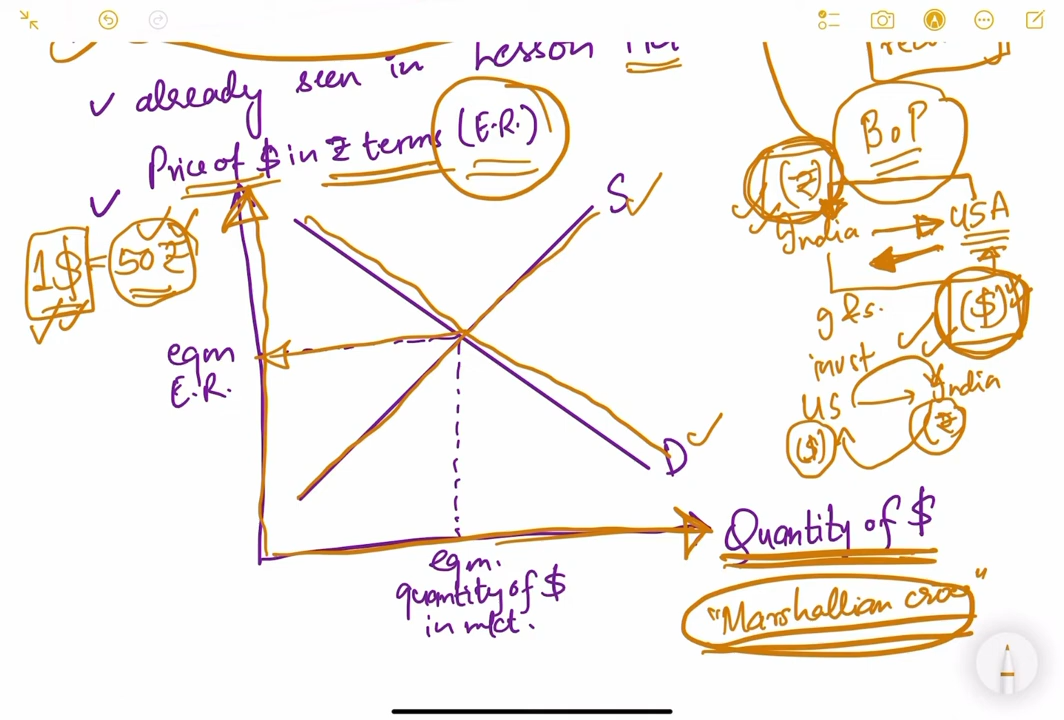 already seen in Lesson
Price of $ in ₹ terms (E.R.)
S
1$ = 50 ₹
eqm
E.R.
D
Quantity of $
eqm.
quantity of $
in mkt.
"Marshallian cross"
BoP
(₹)
India
USA
($)
g & s.
must
US
India
($)
(₹)